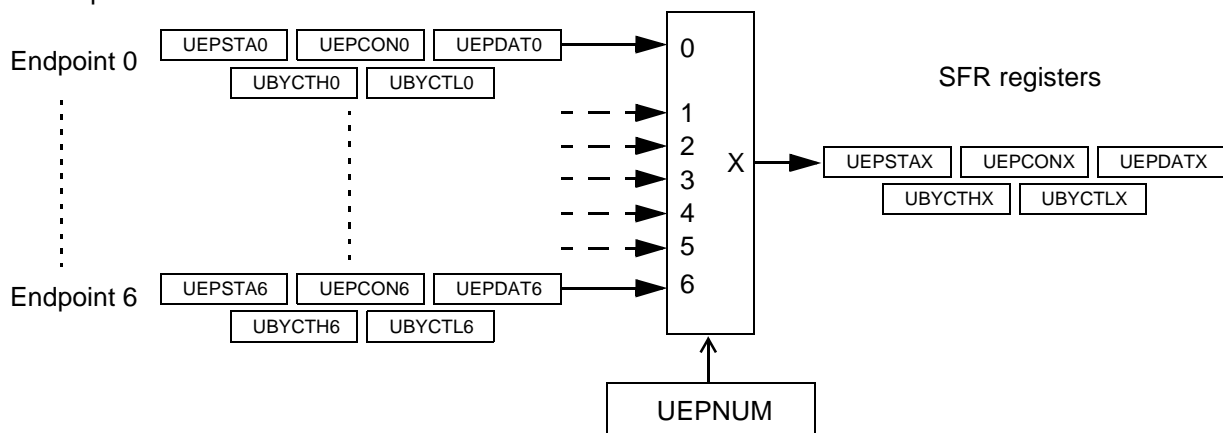 Endpoint 0
UEPSTA0 UEPCON0 UEPDAT0
UBYCTH0 UBYCTL0
0
1
2
3
4
5
6
X
SFR registers
UEPSTAX UEPCONX UEPDATX
UBYCTHX UBYCTLX
Endpoint 6
UEPSTA6 UEPCON6 UEPDAT6
UBYCTH6 UBYCTL6
UEPNUM